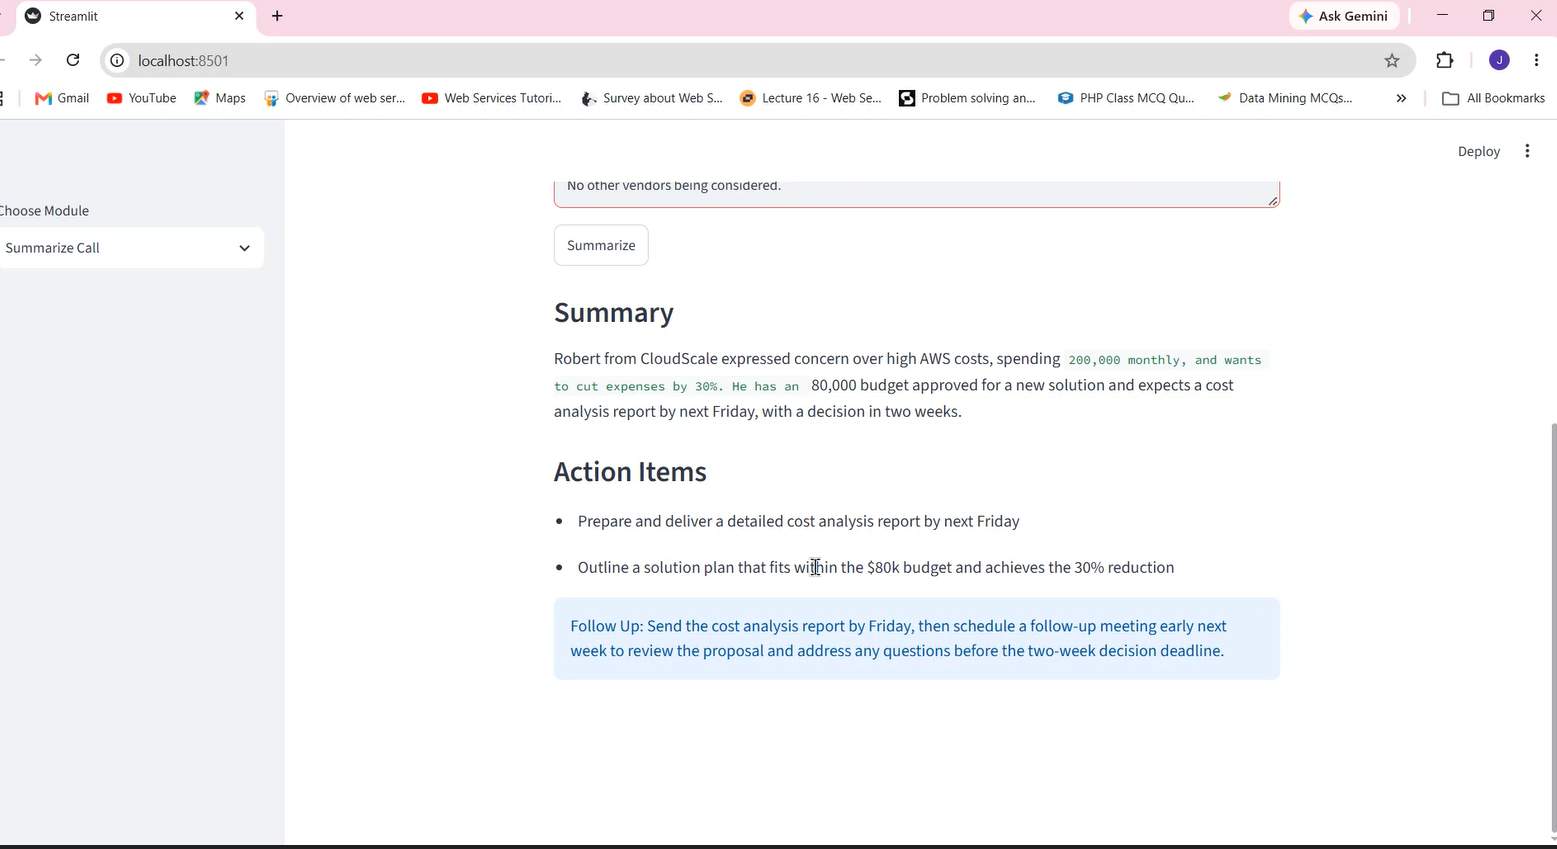 Streamlit
Ask Gemini
localhost:8501
J
Gmail
YouTube
Maps
Overview of web ser...
Web Services Tutori...
Survey about Web S...
Lecture 16 - Web Se...
Problem solving an...
PHP Class MCQ Qu...
Data Mining MCQs...
All Bookmarks
Deploy
Choose Module
Summarize Call
No other vendors being considered.
Summarize
Summary
Robert from CloudScale expressed concern over high AWS costs, spending 200,000 monthly, and wants
to cut expenses by 30%. He has an 80,000 budget approved for a new solution and expects a cost
analysis report by next Friday, with a decision in two weeks.
Action Items
• Prepare and deliver a detailed cost analysis report by next Friday
• Outline a solution plan that fits within the $80k budget and achieves the 30% reduction
Follow Up: Send the cost analysis report by Friday, then schedule a follow-up meeting early next
week to review the proposal and address any questions before the two-week decision deadline.